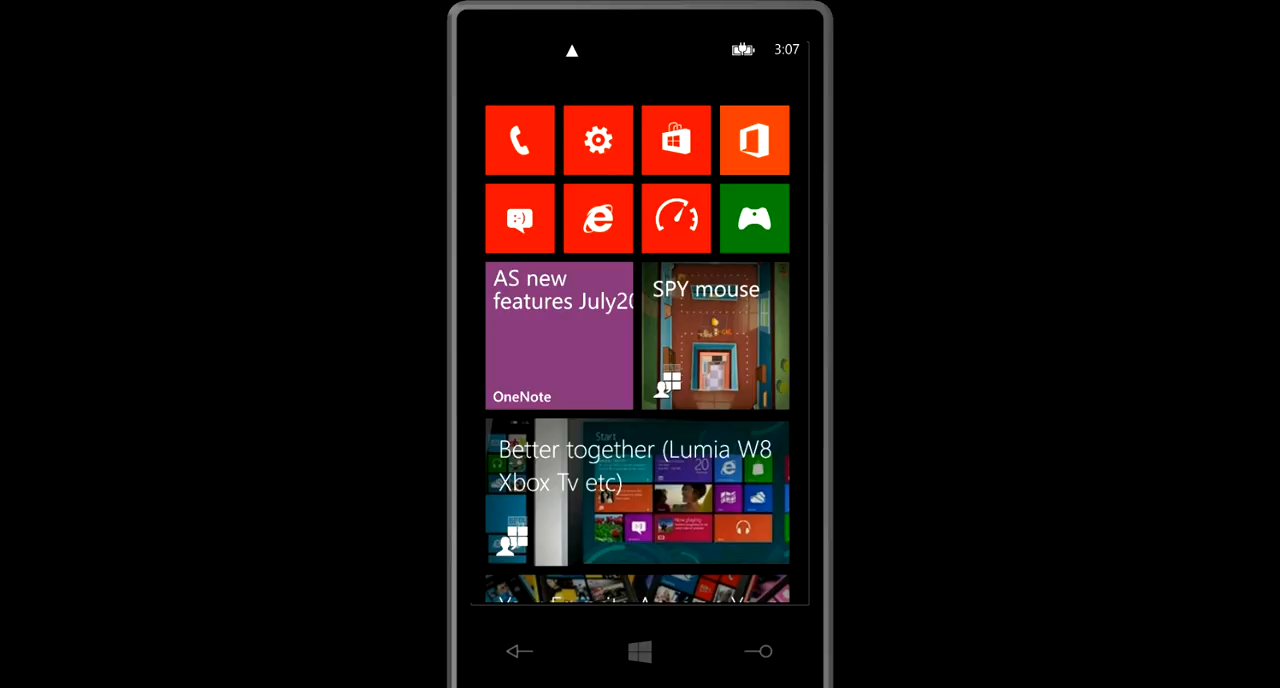 3:07
:-)
AS new
features July20
SPY mouse
OneNote
Start
Better together (Lumia W8
Xbox Tv etc)
20
Now playing